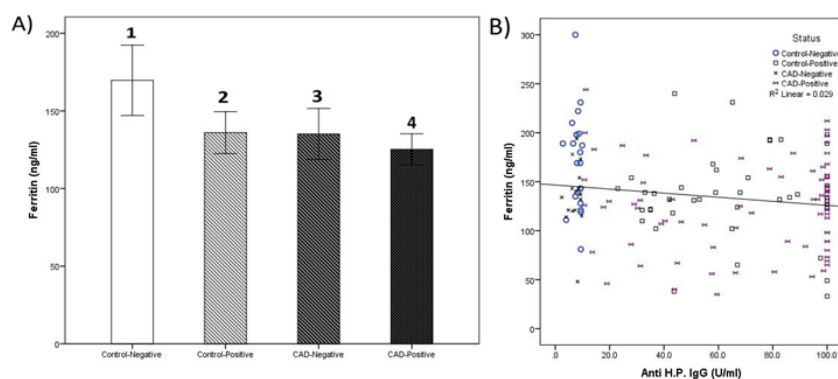 A)
200
150
100
50
0
Ferritin (ng/ml)
1
2
3
4
Control-Negative
Control-Positive
CAD-Negative
CAD-Positive
B)
300
250
200
150
100
50
0
Ferritin (ng/ml)
Status
Control-Negative
Control-Positive
CAD-Negative
CAD-Positive
R² Linear = 0.029
.0
20.0
40.0
60.0
80.0
100.0
Anti H.P. IgG (U/ml)